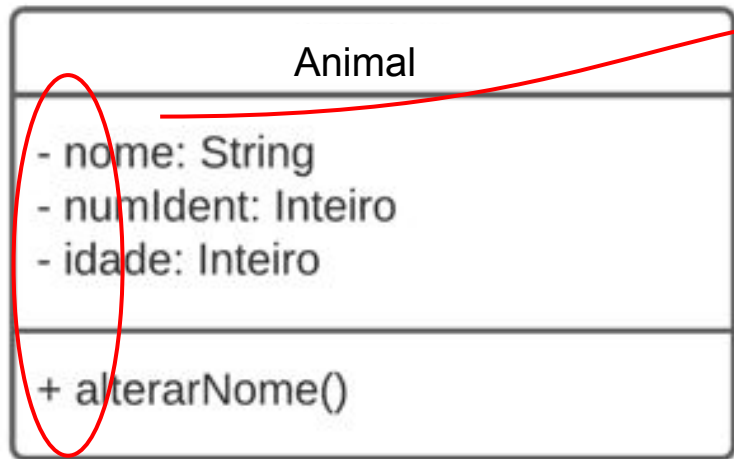 Animal
- nome: String
- numIdent: Inteiro
- idade: Inteiro
+ alterarNome()